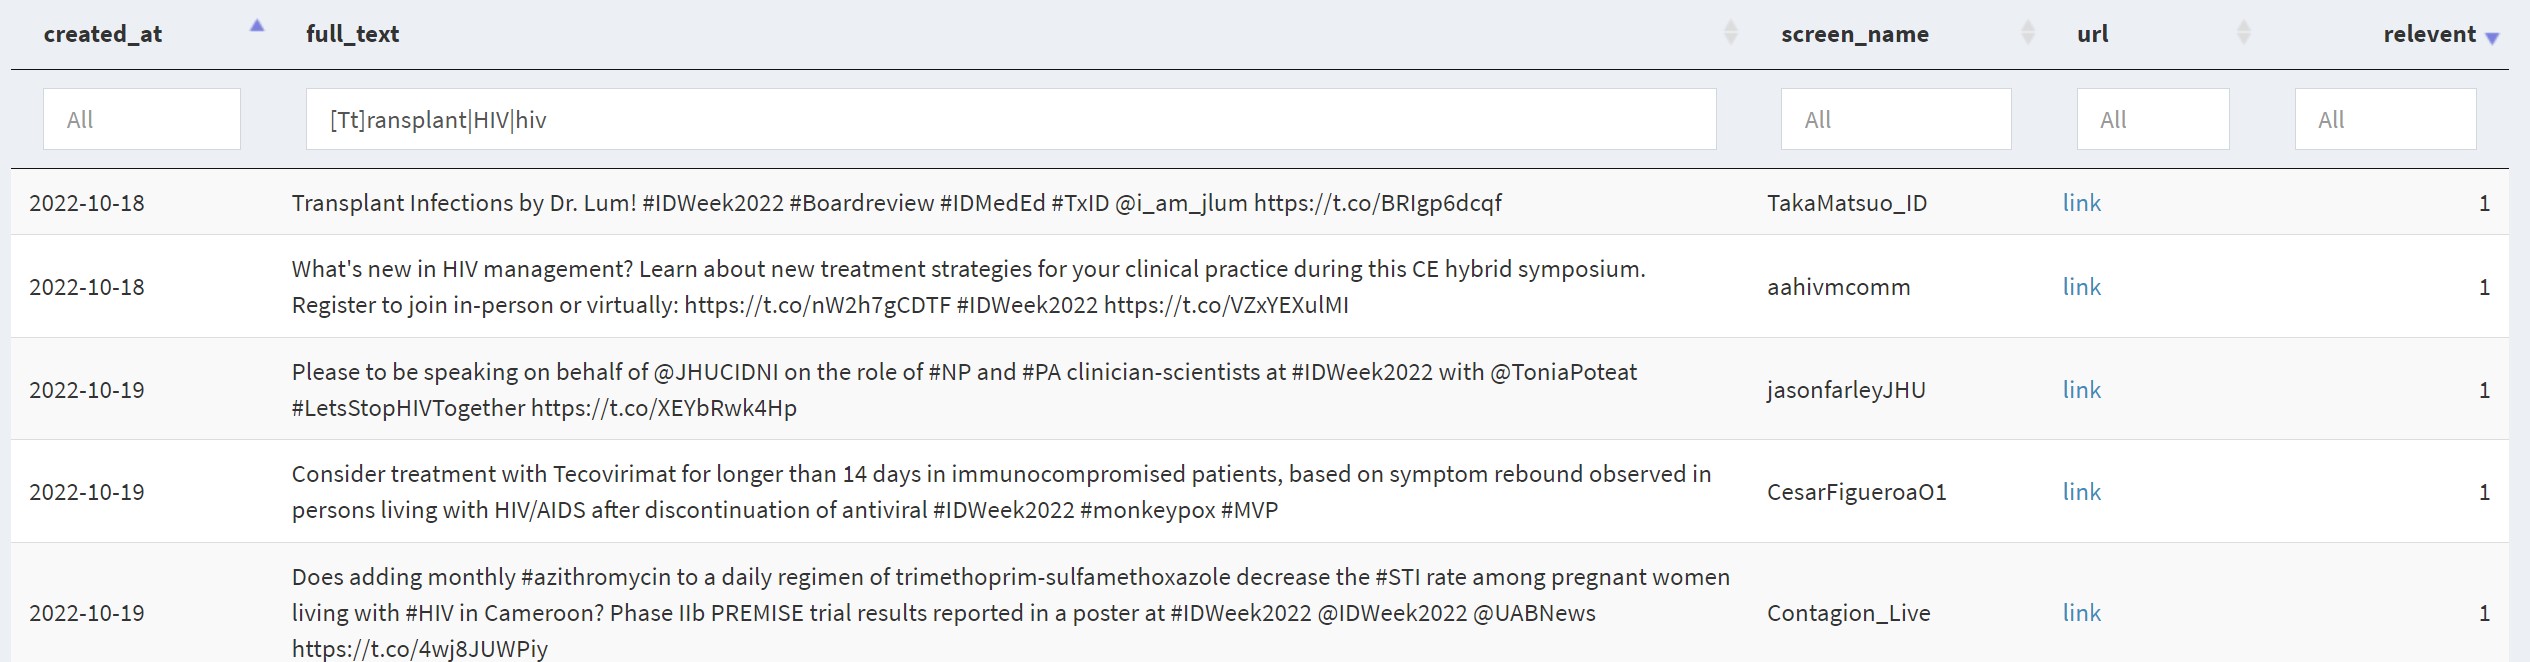 created_at full_text screen_name url relevent
All [Tt]ransplant|HIV|hiv All All All
2022-10-18 Transplant Infections by Dr. Lum! #IDWeek2022 #Boardreview #IDMedEd #TxID @i_am_jlum https://t.co/BRIgp6dcqf TakaMatsuo_ID link 1
What's new in HIV management? Learn about new treatment strategies for your clinical practice during this CE hybrid symposium.
2022-10-18 aahivmcomm link 1
Register to join in-person or virtually: https://t.co/nW2h7gCDTF #IDWeek2022 https://t.co/VZxYEXulMI
Please to be speaking on behalf of @JHUCIDNI on the role of #NP and #PA clinician-scientists at #IDWeek2022 with @ToniaPoteat
2022-10-19 jasonfarleyJHU link 1
#LetsStopHIVTogether https://t.co/XEYbRwk4Hp
Consider treatment with Tecovirimat for longer than 14 days in immunocompromised patients, based on symptom rebound observed in
2022-10-19 CesarFigueroaO1 link 1
persons living with HIV/AIDS after discontinuation of antiviral #IDWeek2022 #monkeypox #MVP
Does adding monthly #azithromycin to a daily regimen of trimethoprim-sulfamethoxazole decrease the #STI rate among pregnant women
2022-10-19 living with #HIV in Cameroon? Phase IIb PREMISE trial results reported in a poster at #IDWeek2022 @IDWeek2022 @UABNews Contagion_Live link 1
https://t.co/4wj8JUWPiy